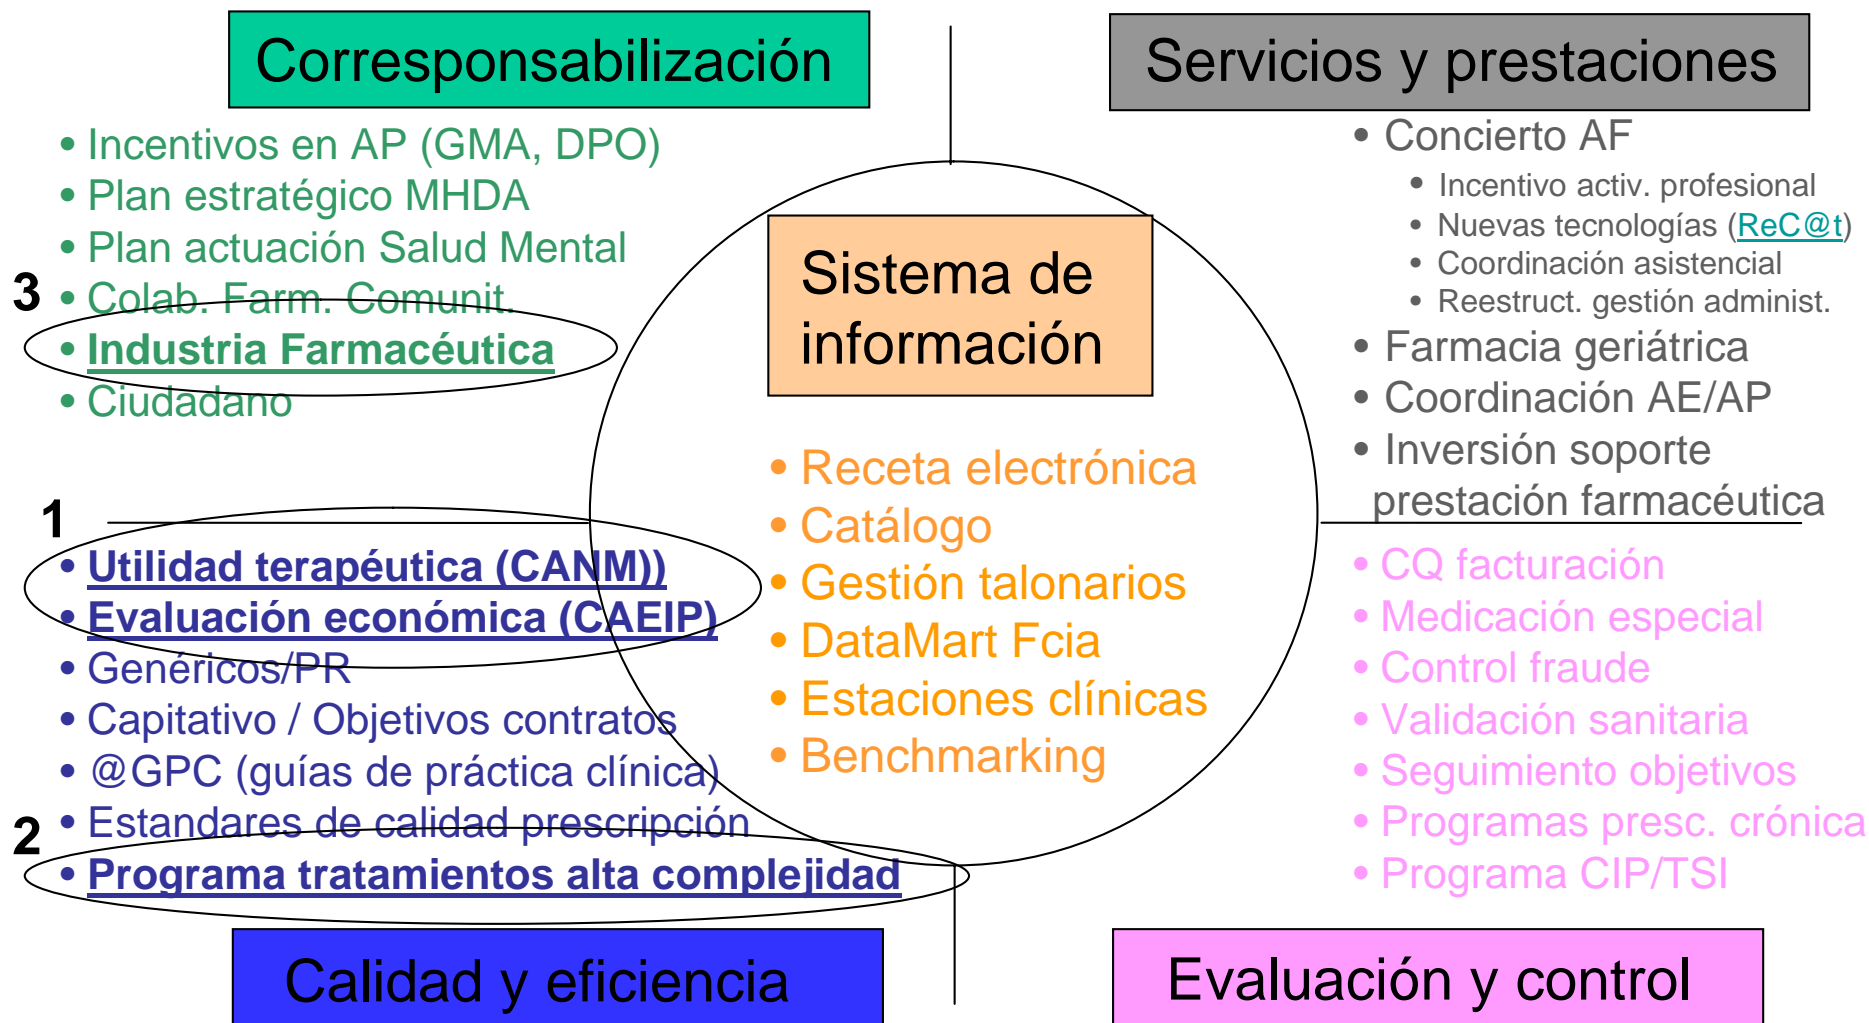 Corresponsabilización
• Incentivos en AP (GMA, DPO)
• Plan estratégico MHDA
• Plan actuación Salud Mental
3
• Colab. Farm. Comunit.
• Industria Farmacéutica
• Ciudadano
Servicios y prestaciones
• Concierto AF
• Incentivo activ. profesional
• Nuevas tecnologías (ReC@t)
• Coordinación asistencial
• Reestruct. gestión administ.
• Farmacia geriátrica
• Coordinación AE/AP
• Inversión soporte
prestación farmacéutica
Sistema de
información
• Receta electrónica
• Catálogo
• Gestión talonarios
• DataMart Fcia
• Estaciones clínicas
• Benchmarking
1
• Utilidad terapéutica (CANM))
• Evaluación económica (CAEIP)
• Genéricos/PR
• Capitativo / Objetivos contratos
• @GPC (guías de práctica clínica)
2
• Estandares de calidad prescripción
• Programa tratamientos alta complejidad
Calidad y eficiencia
• CQ facturación
• Medicación especial
• Control fraude
• Validación sanitaria
• Seguimiento objetivos
• Programas presc. crónica
• Programa CIP/TSI
Evaluación y control